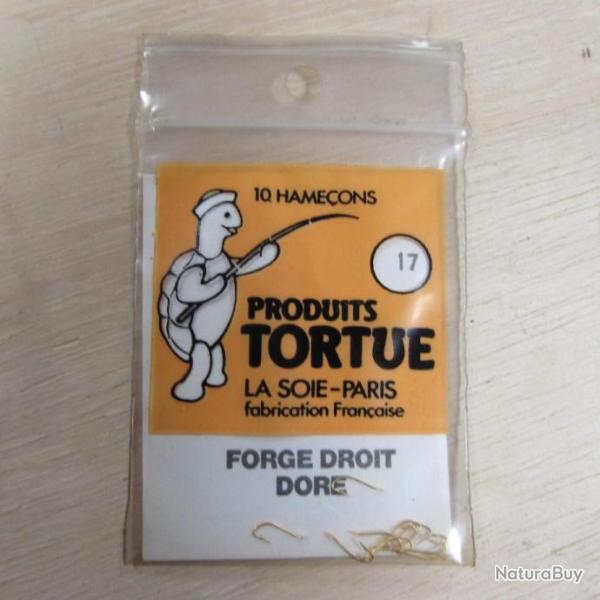 10 HAMEÇONS
17
PRODUITS
TORTUE
LA SOIE-PARIS
fabrication Française
FORGE DROIT
DORE
NaturaBuy